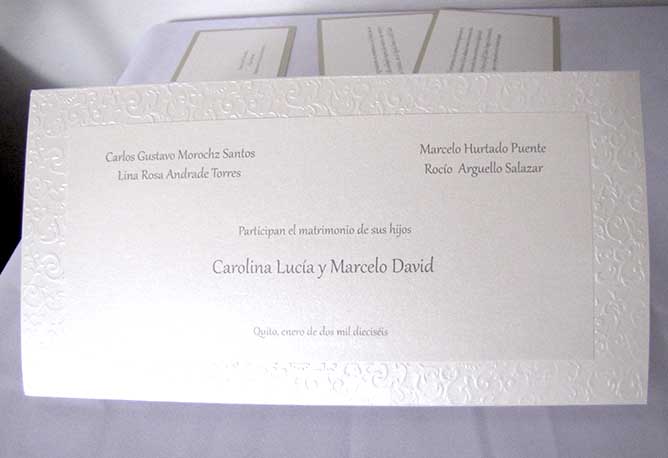 Carlos Gustavo Morochz Santos
Lina Rosa Andrade Torres
Marcelo Hurtado Puente
Rocío Arguello Salazar
Participan el matrimonio de sus hijos
Carolina Lucía y Marcelo David
Quito, enero de dos mil dieciséis